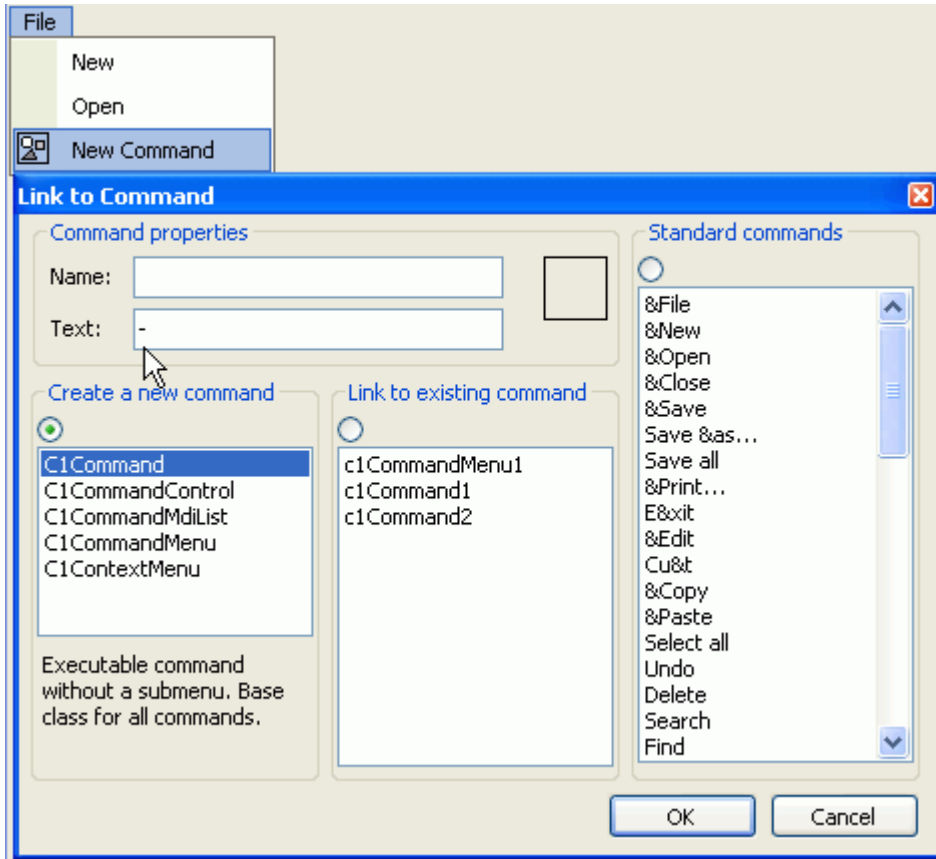 File
New
Open
New Command
Link to Command
Command properties
Name:
Text: -
Create a new command
C1Command
C1CommandControl
C1CommandMdiList
C1CommandMenu
C1ContextMenu
Executable command
without a submenu. Base
class for all commands.
Link to existing command
c1CommandMenu1
c1Command1
c1Command2
Standard commands
&File
&New
&Open
&Close
&Save
Save &as...
Save all
&Print...
E&xit
&Edit
Cu&t
&Copy
&Paste
Select all
Undo
Delete
Search
Find
OK
Cancel